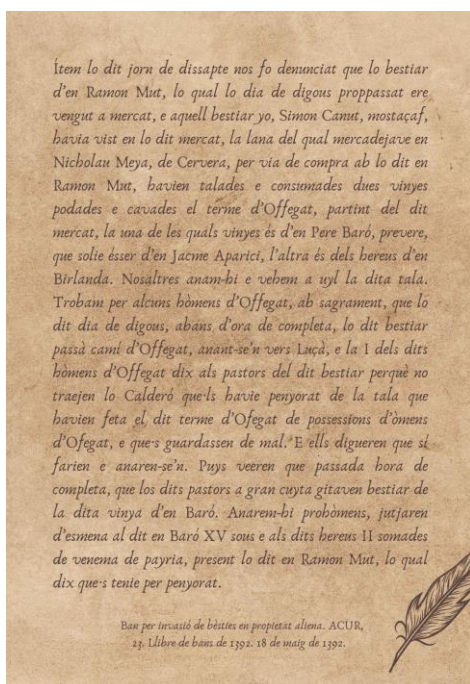 Ítem lo dit jorn de dissapte nos fo denunciat que lo bestiar
d'en Ramon Mut, lo qual lo dia de digous proppassat ere
vengut a mercat, e aquell bestiar yo, Simon Canut, mostaçaf,
havia vist en lo dit mercat, la lana del qual mercadejave en
Nicholau Meya, de Cervera, per via de compra ab lo dit en
Ramon Mut, havien talades e consumades dues vinyes
podades e cavades el terme d'Offegat, partint del dit
mercat, la una de les quals vinyes és d'en Pere Baró, prevere,
que solie ésser d'en Jacme Aparici, l'altra és dels hereus d'en
Birlanda. Nosaltres anam-hi e vehem a uyl la dita tala.
Trobam per alcuns hòmens d'Offegat, ab sagrament, que lo
dit dia de digous, abans d'ora de completa, lo dit bestiar
passà camí d'Offegat, anant-se'n vers Luçà, e la I dels dits
hòmens d'Offegat dix als pastors del dit bestiar perquè no
traejen lo Calderó que·ls havie penyorat de la tala que
havien feta el dit terme d'Ofegat de possessions d'òmens
d'Ofegat, e que·s guardassen de mal. E ells digueren que sí
farien e anaren-se'n. Puys veeren que passada hora de
completa, que los dits pastors a gran cuyta gitaven bestiar de
la dita vinya d'en Baró. Anarem-hi prohòmens, jutjaren
d'esmena al dit en Baró XV sous e als dits hereus II somades
de venema de payria, present lo dit en Ramon Mut, lo qual
dix que·s tenie per penyorat.
Ban per invasió de bèsties en propietat aliena. ACUR,
23. Llibre de bans de 1392. 18 de maig de 1392.